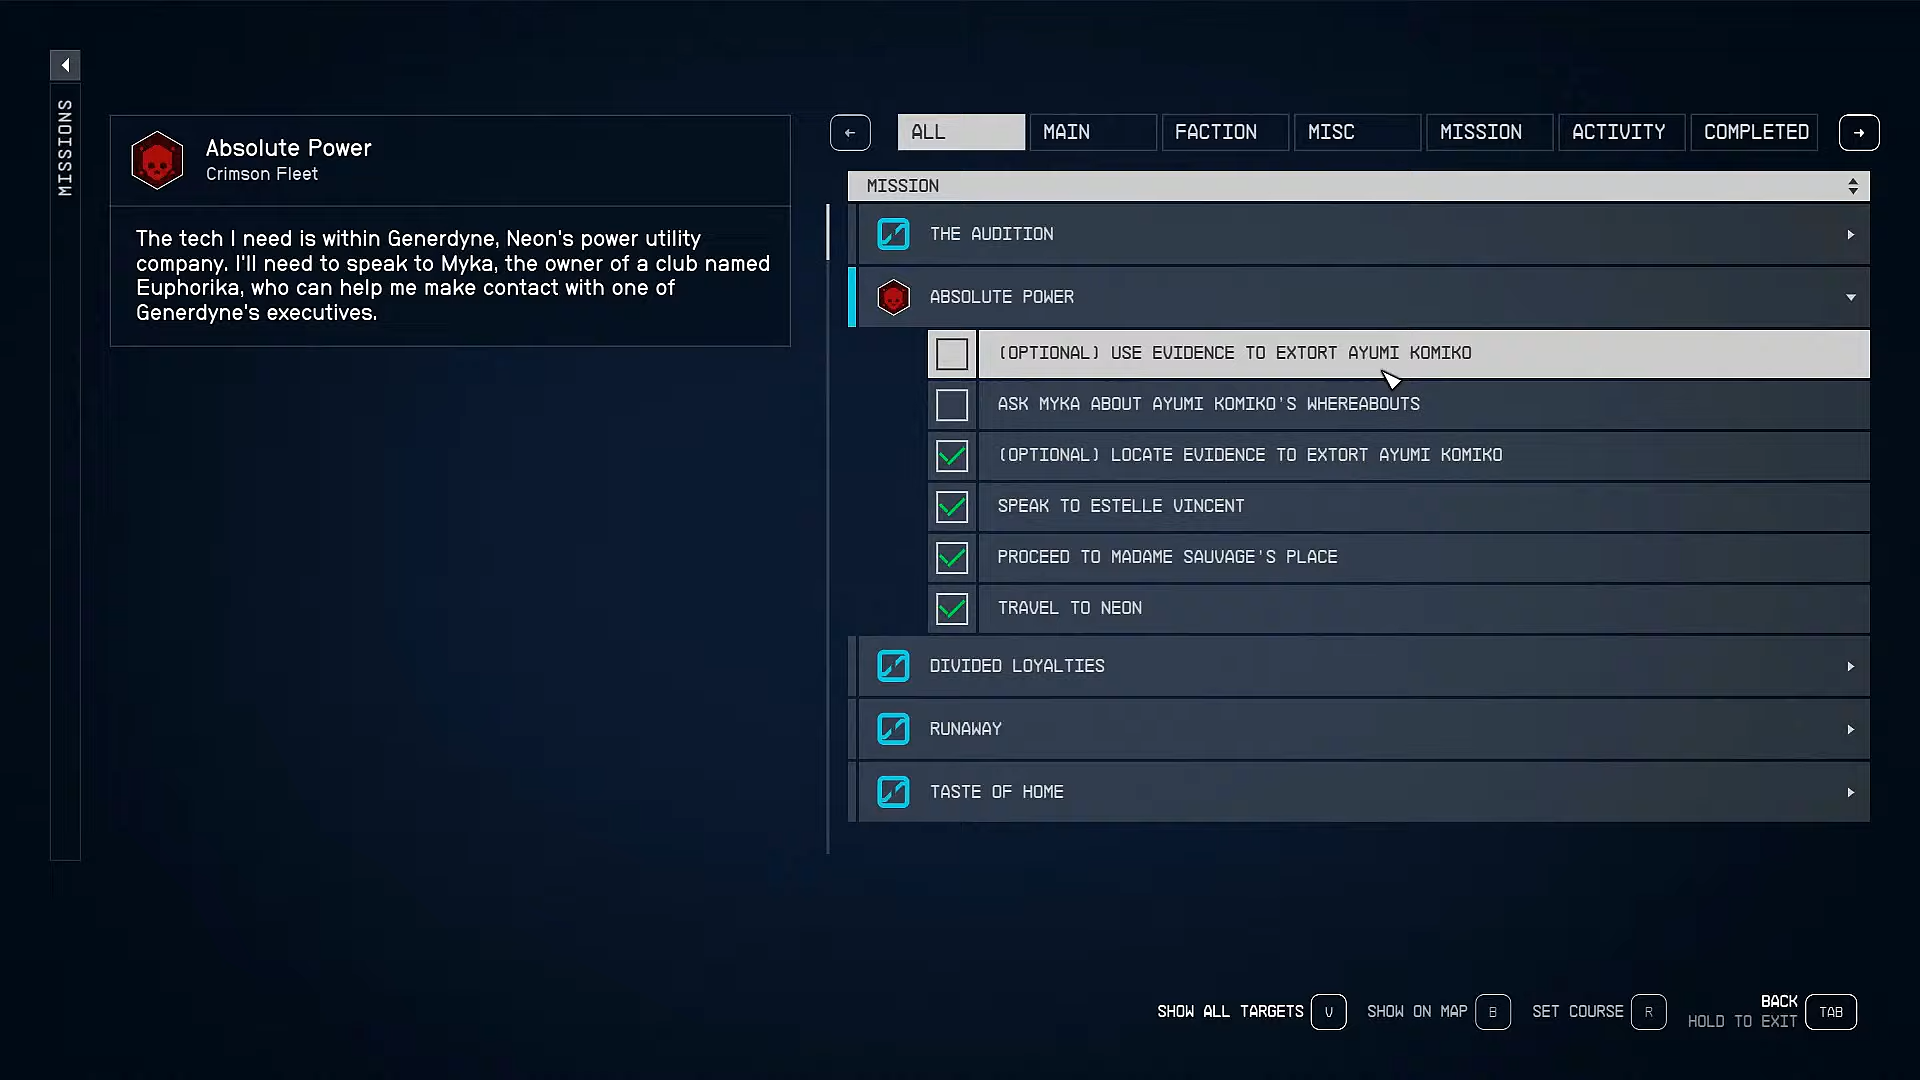 MISSIONS
Absolute Power
Crimson Fleet
The tech I need is within Generdyne, Neon's power utility
company. I'll need to speak to Myka, the owner of a club named
Euphorika, who can help me make contact with one of
Generdyne's executives.
ALL MAIN FACTION MISC MISSION ACTIVITY COMPLETED
MISSION
THE AUDITION
ABSOLUTE POWER
(OPTIONAL) USE EVIDENCE TO EXTORT AYUMI KOMIKO
ASK MYKA ABOUT AYUMI KOMIKO'S WHEREABOUTS
(OPTIONAL) LOCATE EVIDENCE TO EXTORT AYUMI KOMIKO
SPEAK TO ESTELLE VINCENT
PROCEED TO MADAME SAUVAGE'S PLACE
TRAVEL TO NEON
DIVIDED LOYALTIES
RUNAWAY
TASTE OF HOME
SHOW ALL TARGETS V SHOW ON MAP B SET COURSE R BACK TAB
HOLD TO EXIT